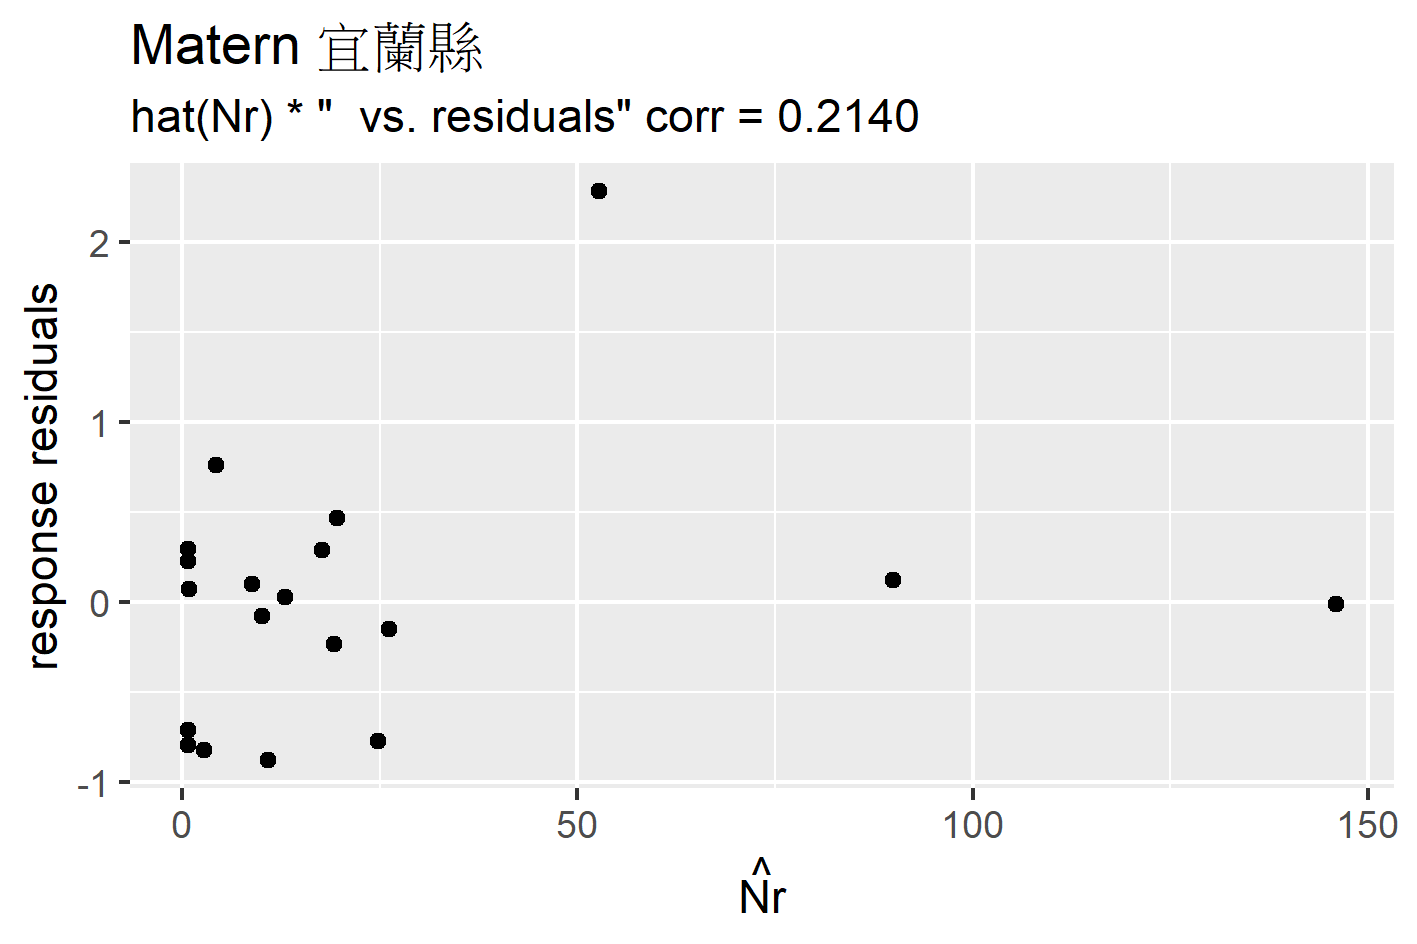 Matern 宜蘭縣
hat(Nr) * "  vs. residuals" corr = 0.2140
response residuals
2
1
0
-1
0
50
100
150
N̂r